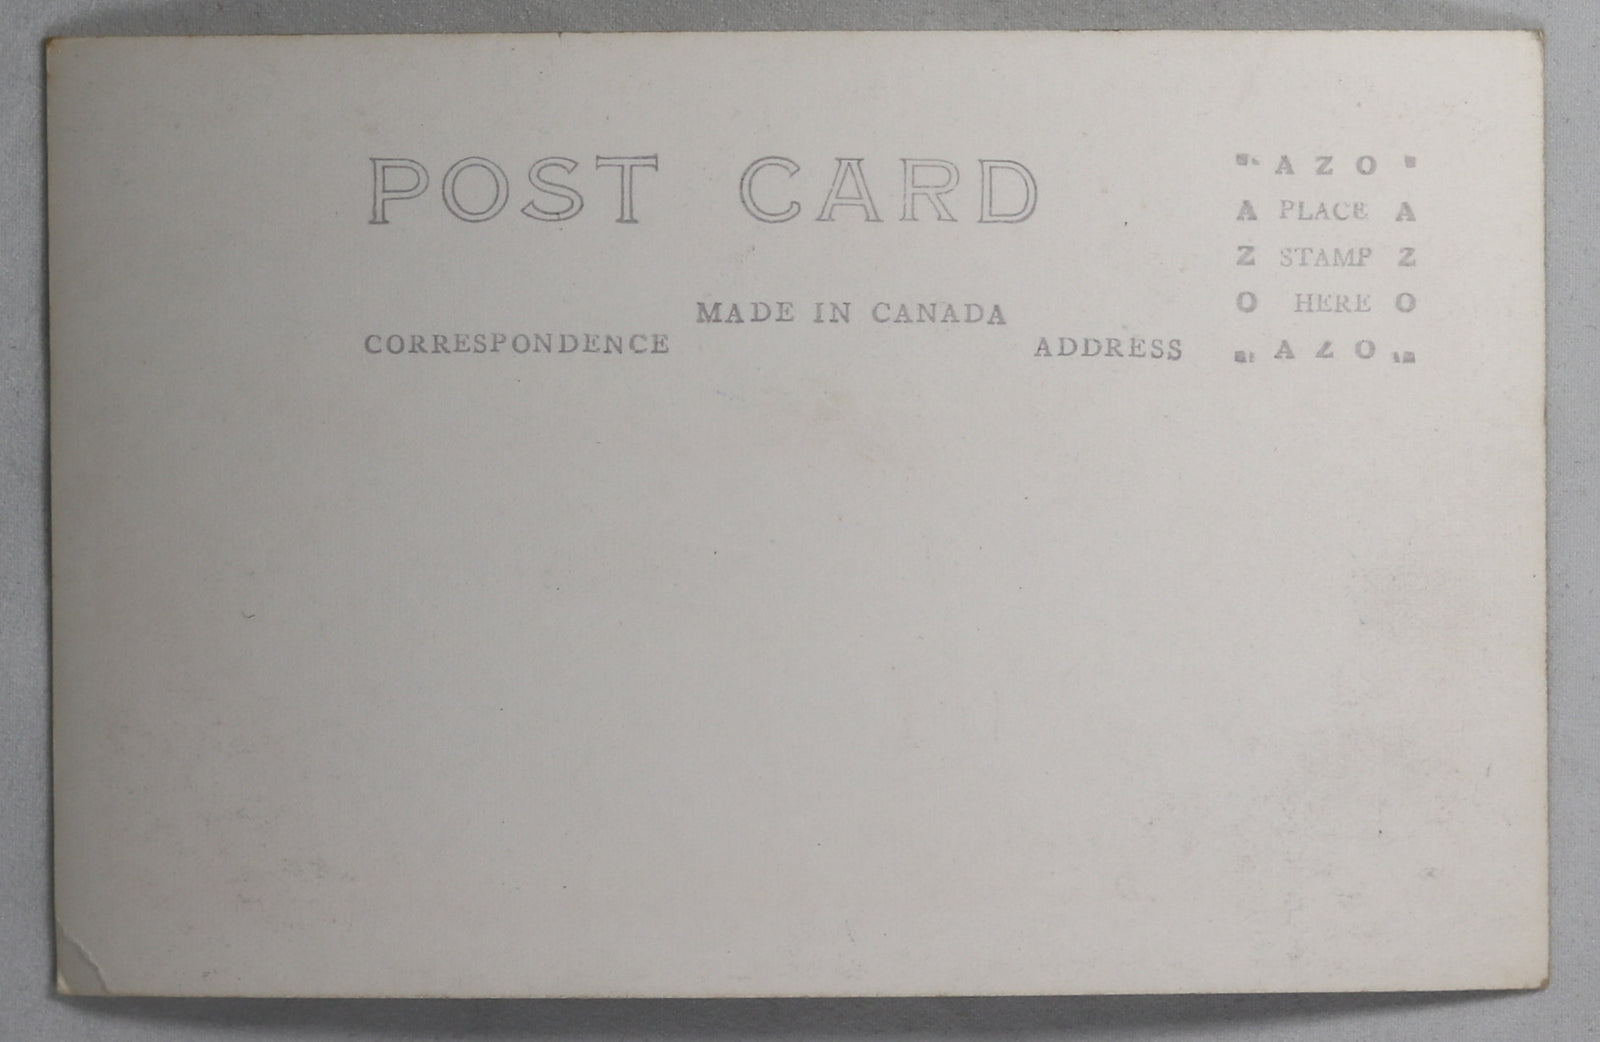 POST CARD
MADE IN CANADA
CORRESPONDENCE
ADDRESS
AZO
A PLACE A
Z STAMP Z
O HERE O
AZO